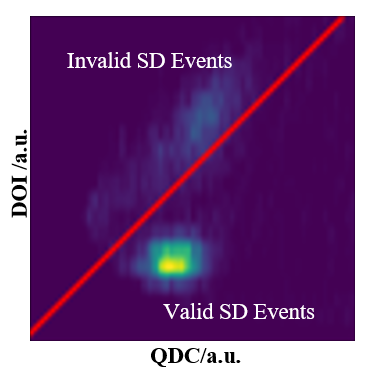 Invalid SD Events
DOI /a.u.
Valid SD Events
QDC/a.u.